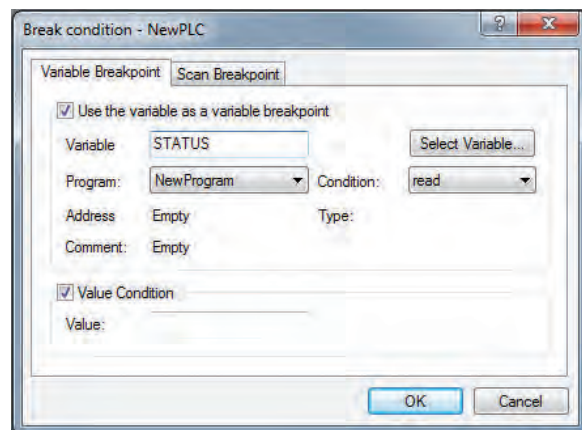 Break condition - NewPLC
Variable Breakpoint Scan Breakpoint
Use the variable as a variable breakpoint
Variable STATUS Select Variable...
Program: NewProgram Condition: read
Address Empty Type:
Comment: Empty
Value Condition
Value:
OK Cancel